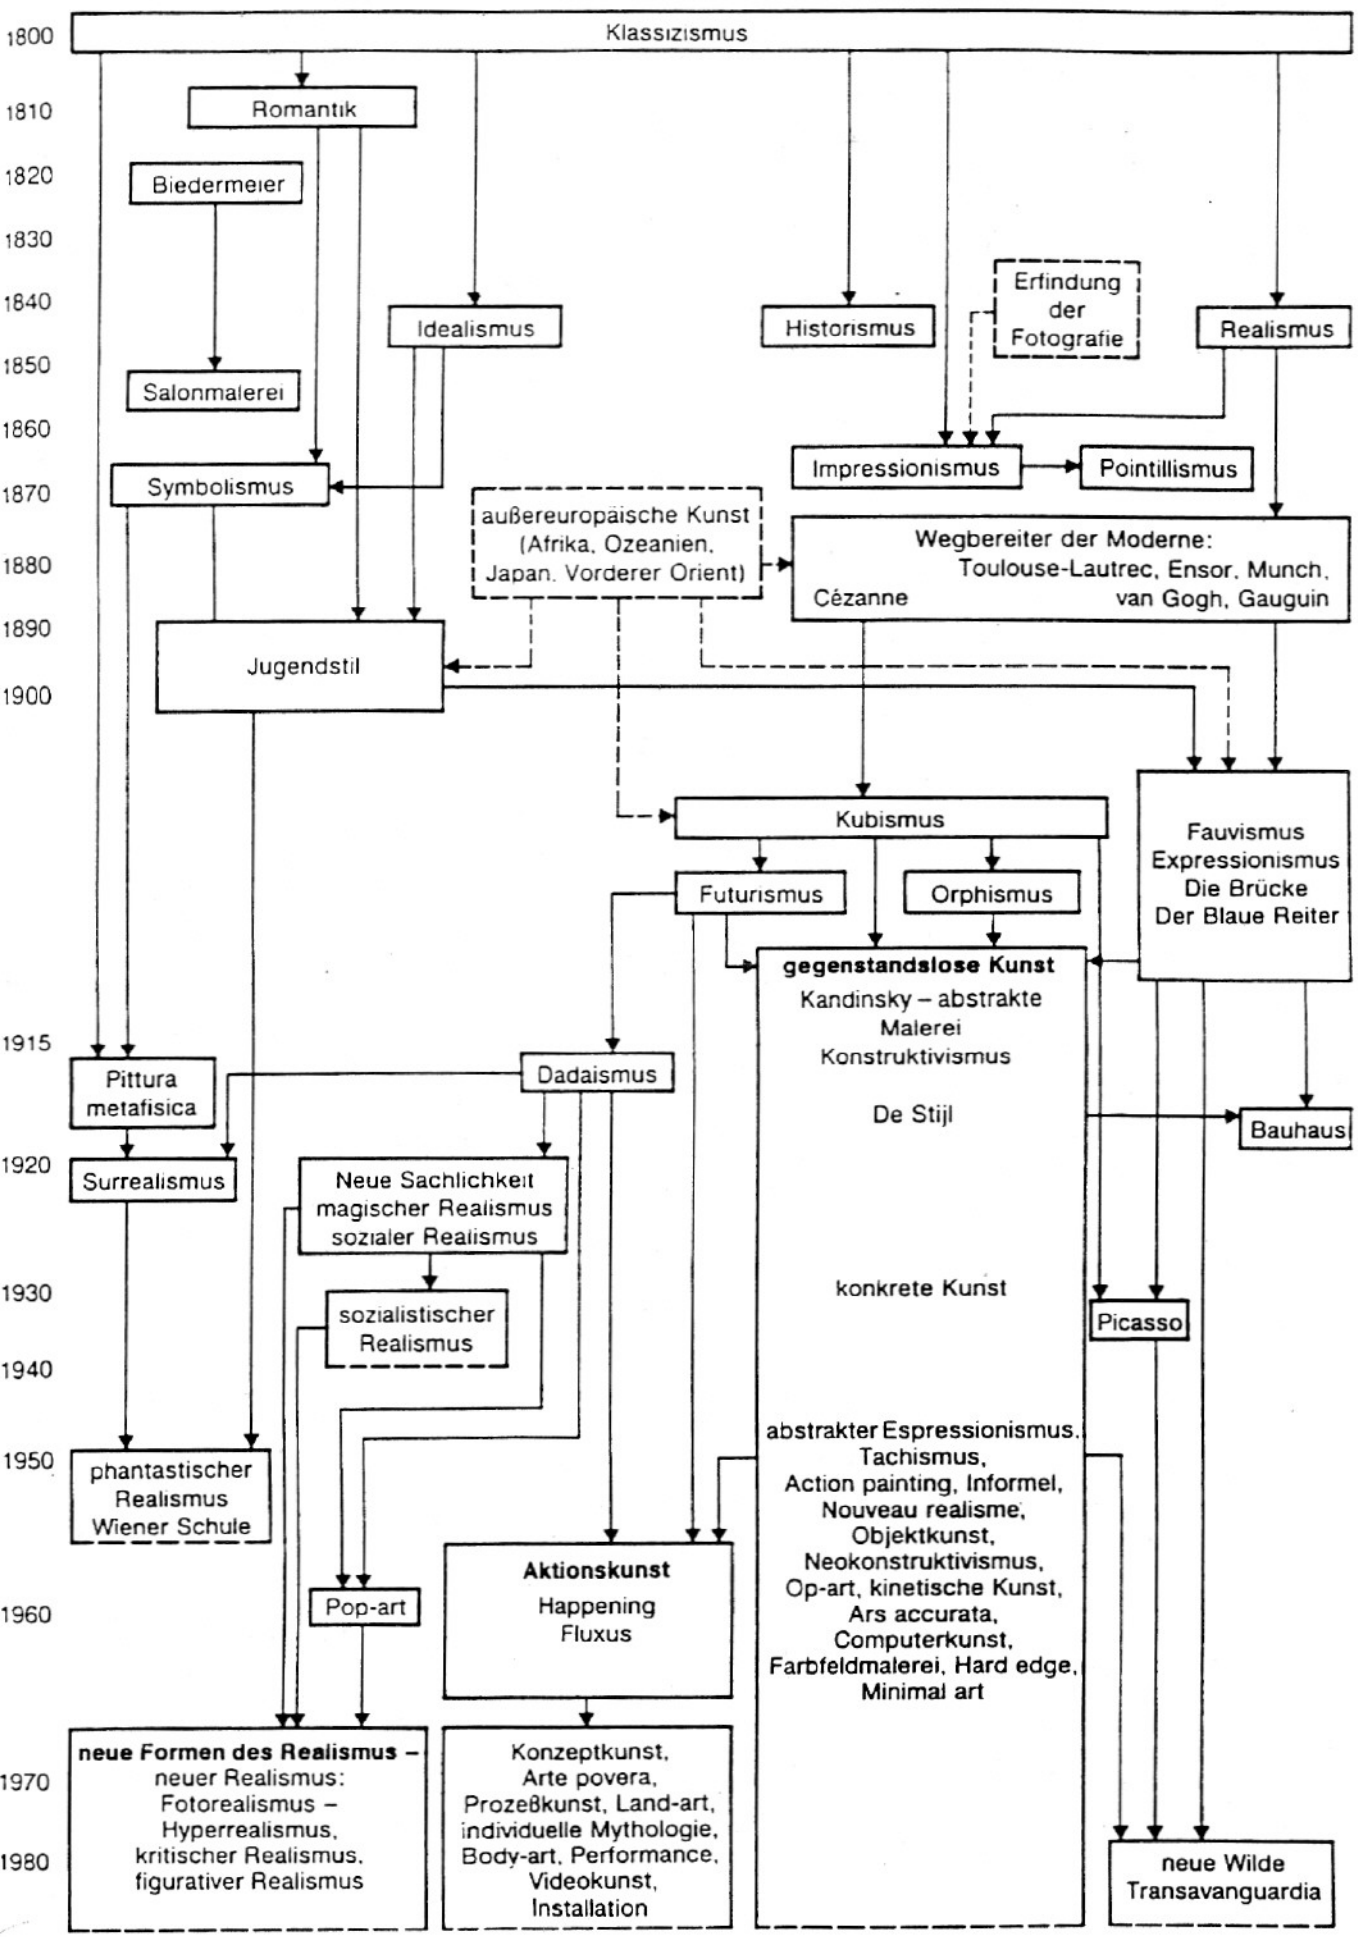 1800
Klassizismus
1810
Romantik
1820
Biedermeier
1830
Erfindung
der
Fotografie
1840
Idealismus
Historismus
Realismus
1850
Salonmalerei
1860
Impressionismus
Pointillismus
1870
Symbolismus
außereuropäische Kunst
(Afrika, Ozeanien,
Japan. Vorderer Orient)
1880
Wegbereiter der Moderne:
Toulouse-Lautrec, Ensor, Munch,
Cézanne van Gogh, Gauguin
1890
Jugendstil
1900
Kubismus
Fauvismus
Expressionismus
Die Brücke
Der Blaue Reiter
Futurismus
Orphismus
gegenstandslose Kunst
Kandinsky – abstrakte
Malerei
Konstruktivismus
De Stijl
konkrete Kunst
abstrakter Espressionismus.
Tachismus,
Action painting, Informel,
Nouveau realisme,
Objektkunst,
Neokonstruktivismus,
Op-art, kinetische Kunst,
Ars accurata,
Computerkunst,
Farbfeldmalerei, Hard edge,
Minimal art
1915
Pittura
metafisica
Dadaismus
Bauhaus
1920
Surrealismus
Neue Sachlichkeit
magischer Realismus
sozialer Realismus
1930
sozialistischer
Realismus
Picasso
1940
1950
phantastischer
Realismus
Wiener Schule
Aktionskunst
Happening
Fluxus
1960
Pop-art
neue Formen des Realismus –
neuer Realismus:
Fotorealismus –
Hyperrealismus,
kritischer Realismus,
figurativer Realismus
1970
Konzeptkunst,
Arte povera,
Prozeßkunst, Land-art,
individuelle Mythologie,
Body-art, Performance,
Videokunst,
Installation
1980
neue Wilde
Transavanguardia